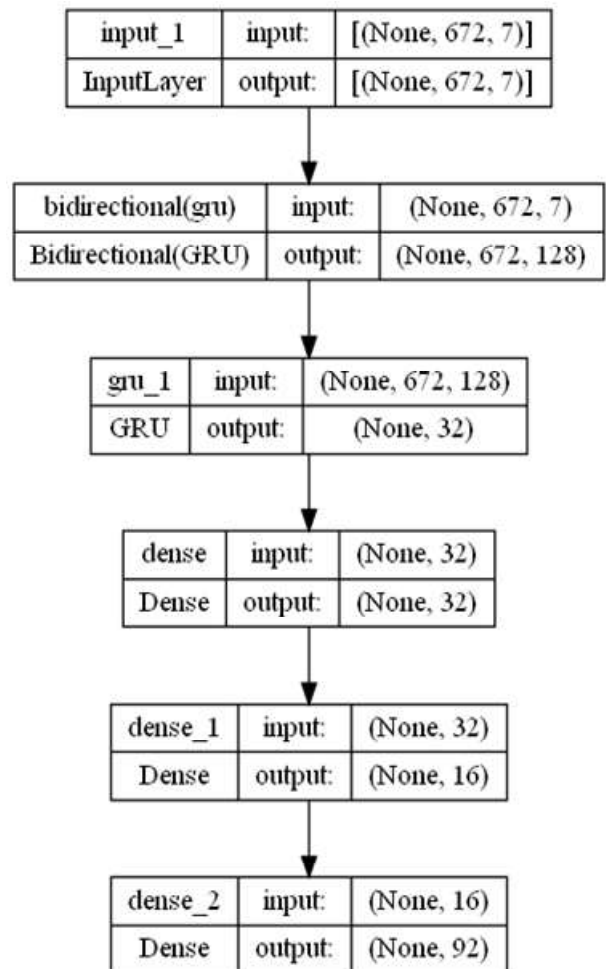 input_1 input: [(None, 672, 7)]
InputLayer output: [(None, 672, 7)]
bidirectional(gru) input: (None, 672, 7)
Bidirectional(GRU) output: (None, 672, 128)
gru_1 input: (None, 672, 128)
GRU output: (None, 32)
dense input: (None, 32)
Dense output: (None, 32)
dense_1 input: (None, 32)
Dense output: (None, 16)
dense_2 input: (None, 16)
Dense output: (None, 92)